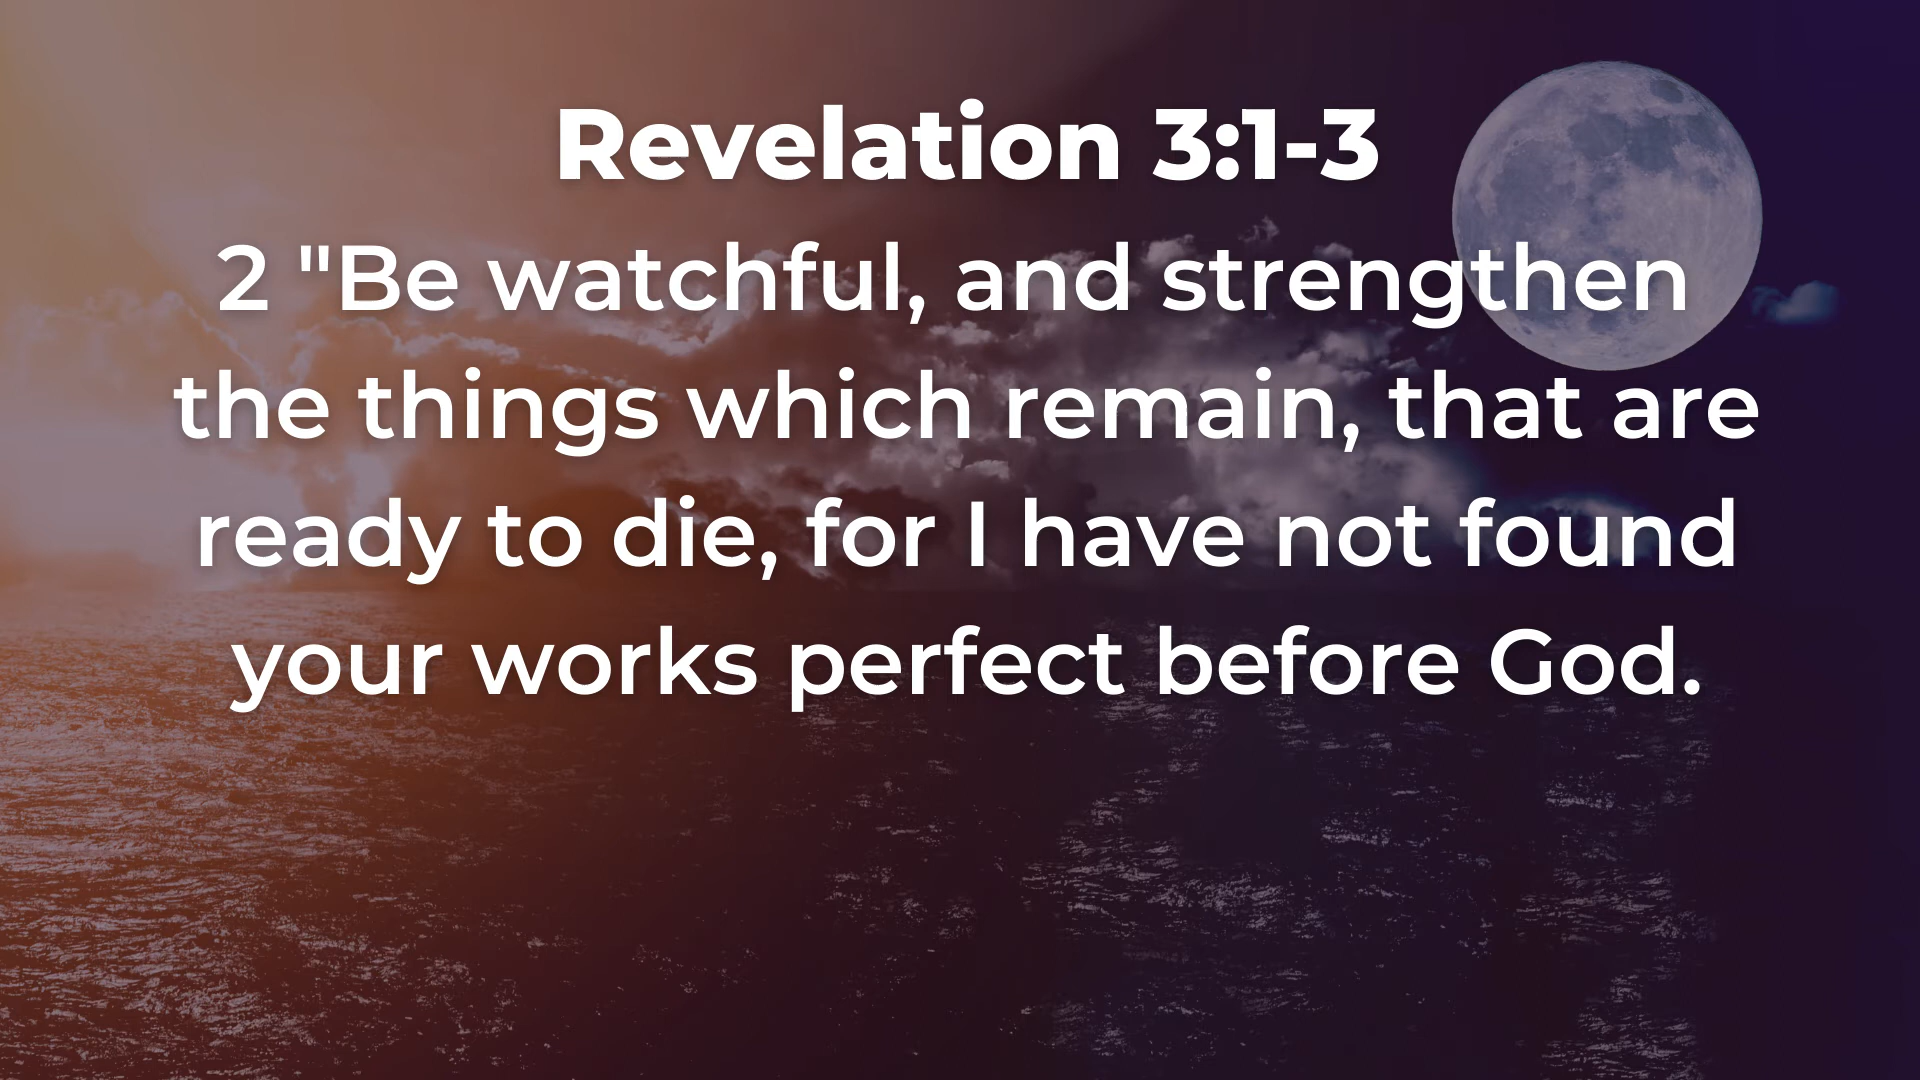 Revelation 3:1-3
2 "Be watchful, and strengthen
the things which remain, that are
ready to die, for I have not found
your works perfect before God.